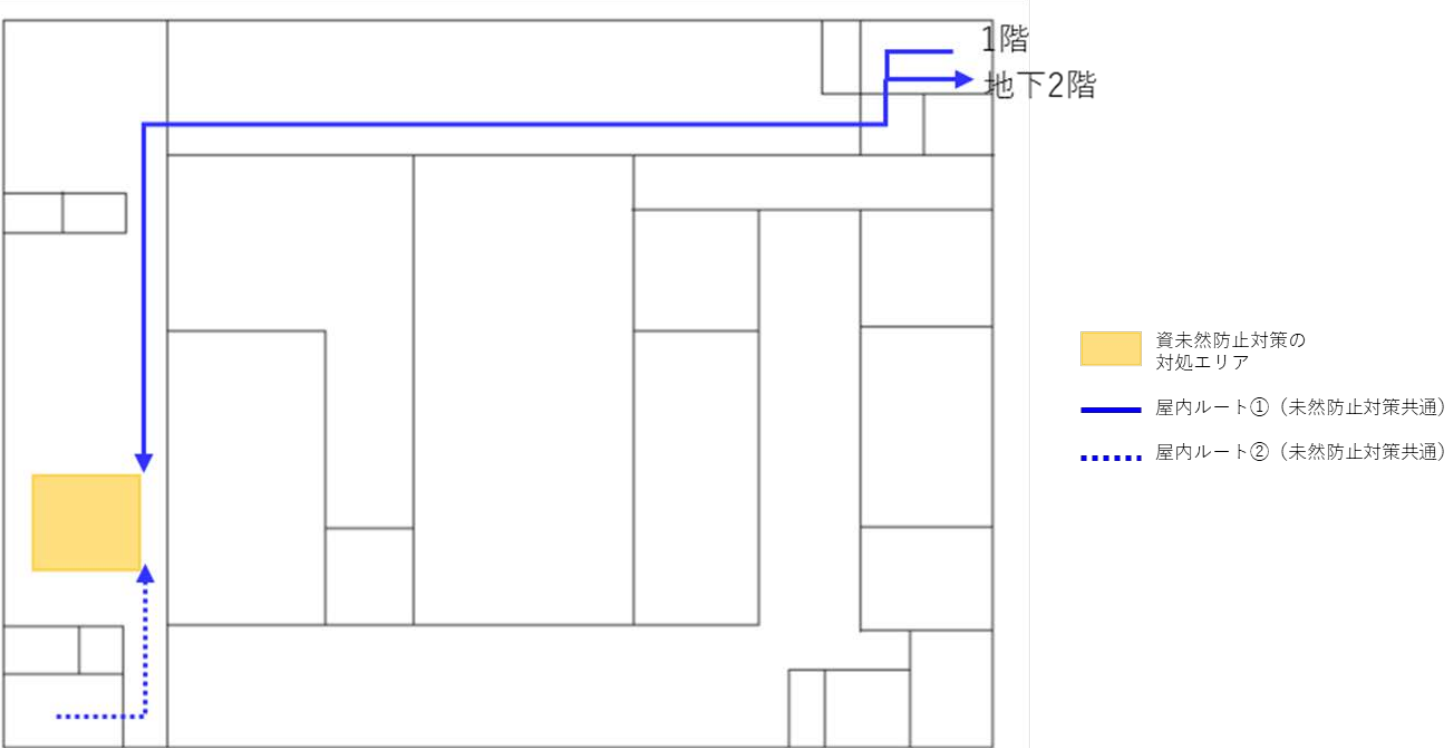 1階
地下2階
資未然防止対策の
対処エリア
屋内ルート①（未然防止対策共通）
屋内ルート②（未然防止対策共通）